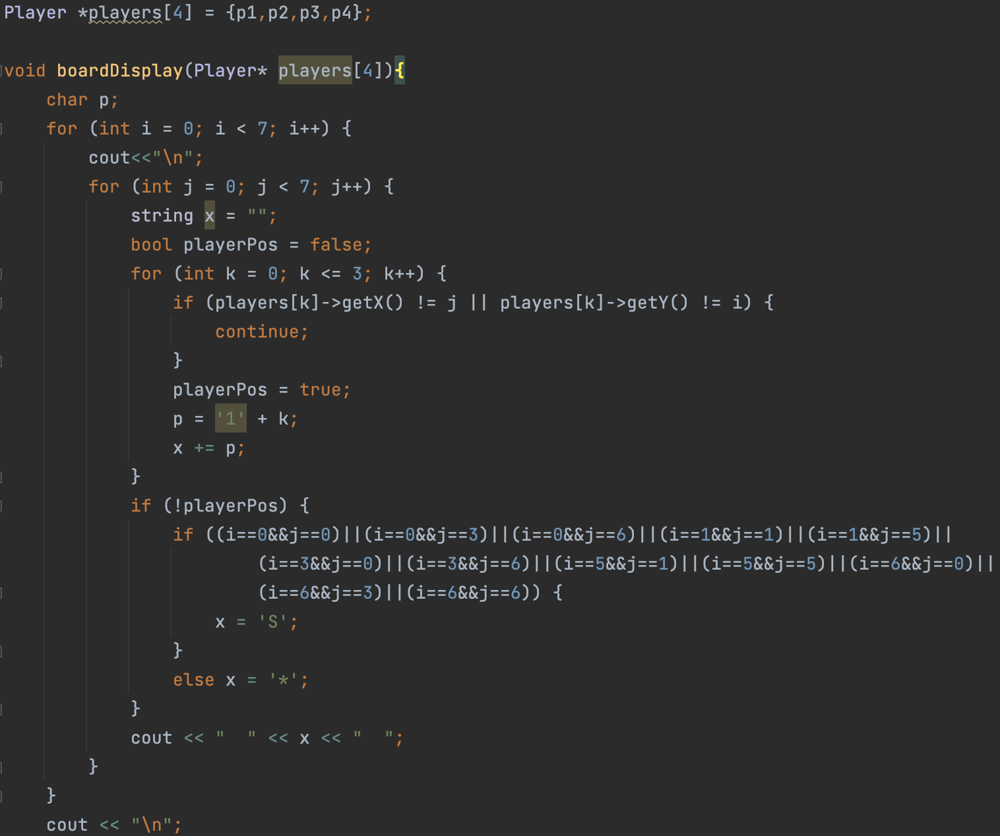 Player *players[4] = {p1,p2,p3,p4};

void boardDisplay(Player* players[4]){
    char p;
    for (int i = 0; i < 7; i++) {
        cout<<"\n";
        for (int j = 0; j < 7; j++) {
            string x = "";
            bool playerPos = false;
            for (int k = 0; k <= 3; k++) {
                if (players[k]->getX() != j || players[k]->getY() != i) {
                    continue;
                }
                playerPos = true;
                p = '1' + k;
                x += p;
            }
            if (!playerPos) {
                if ((i==0&&j==0)||(i==0&&j==3)||(i==0&&j==6)||(i==1&&j==1)||(i==1&&j==5)||
                        (i==3&&j==0)||(i==3&&j==6)||(i==5&&j==1)||(i==5&&j==5)||(i==6&&j==0)||
                        (i==6&&j==3)||(i==6&&j==6)) {
                    x = 'S';
                }
                else x = '*';
            }
            cout << "  " << x << "  ";
        }
    }
    cout << "\n";